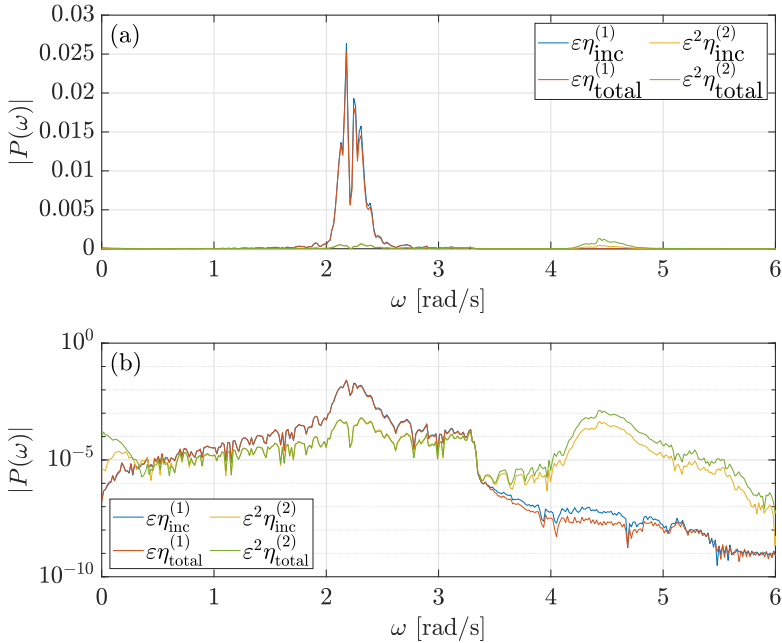 (a)
|P(ω)|
0.03
0.025
0.02
0.015
0.01
0.005
0
εη_inc^(1) ε²η_inc^(2)
εη_total^(1) ε²η_total^(2)
0 1 2 3 4 5 6
ω [rad/s]
(b)
|P(ω)|
10^0
10^-5
10^-10
εη_inc^(1) ε²η_inc^(2)
εη_total^(1) ε²η_total^(2)
0 1 2 3 4 5 6
ω [rad/s]